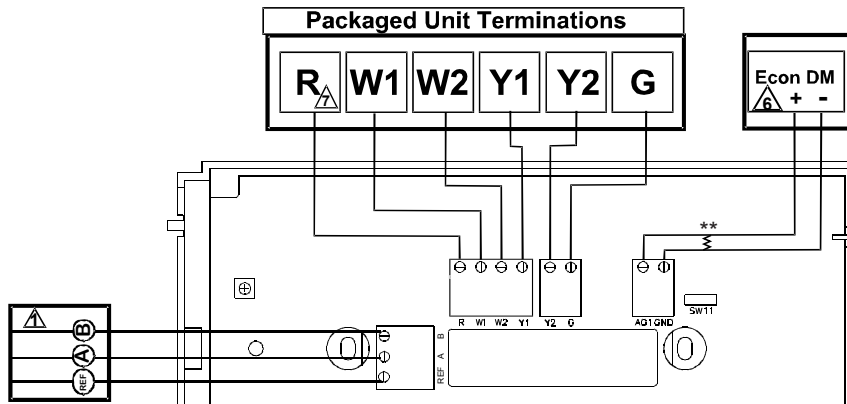 Packaged Unit Terminations
R 7 W1 W2 Y1 Y2 G
Econ DM
6 + -
**
R W1 W2 Y1 Y2 G AO1 GND
SW11
1
B
A
REF
B
A
REF